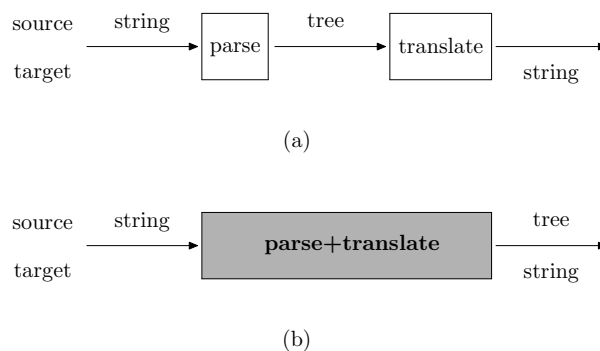 source string tree
parse translate
target string
(a)
source string tree
parse+translate
target string
(b)